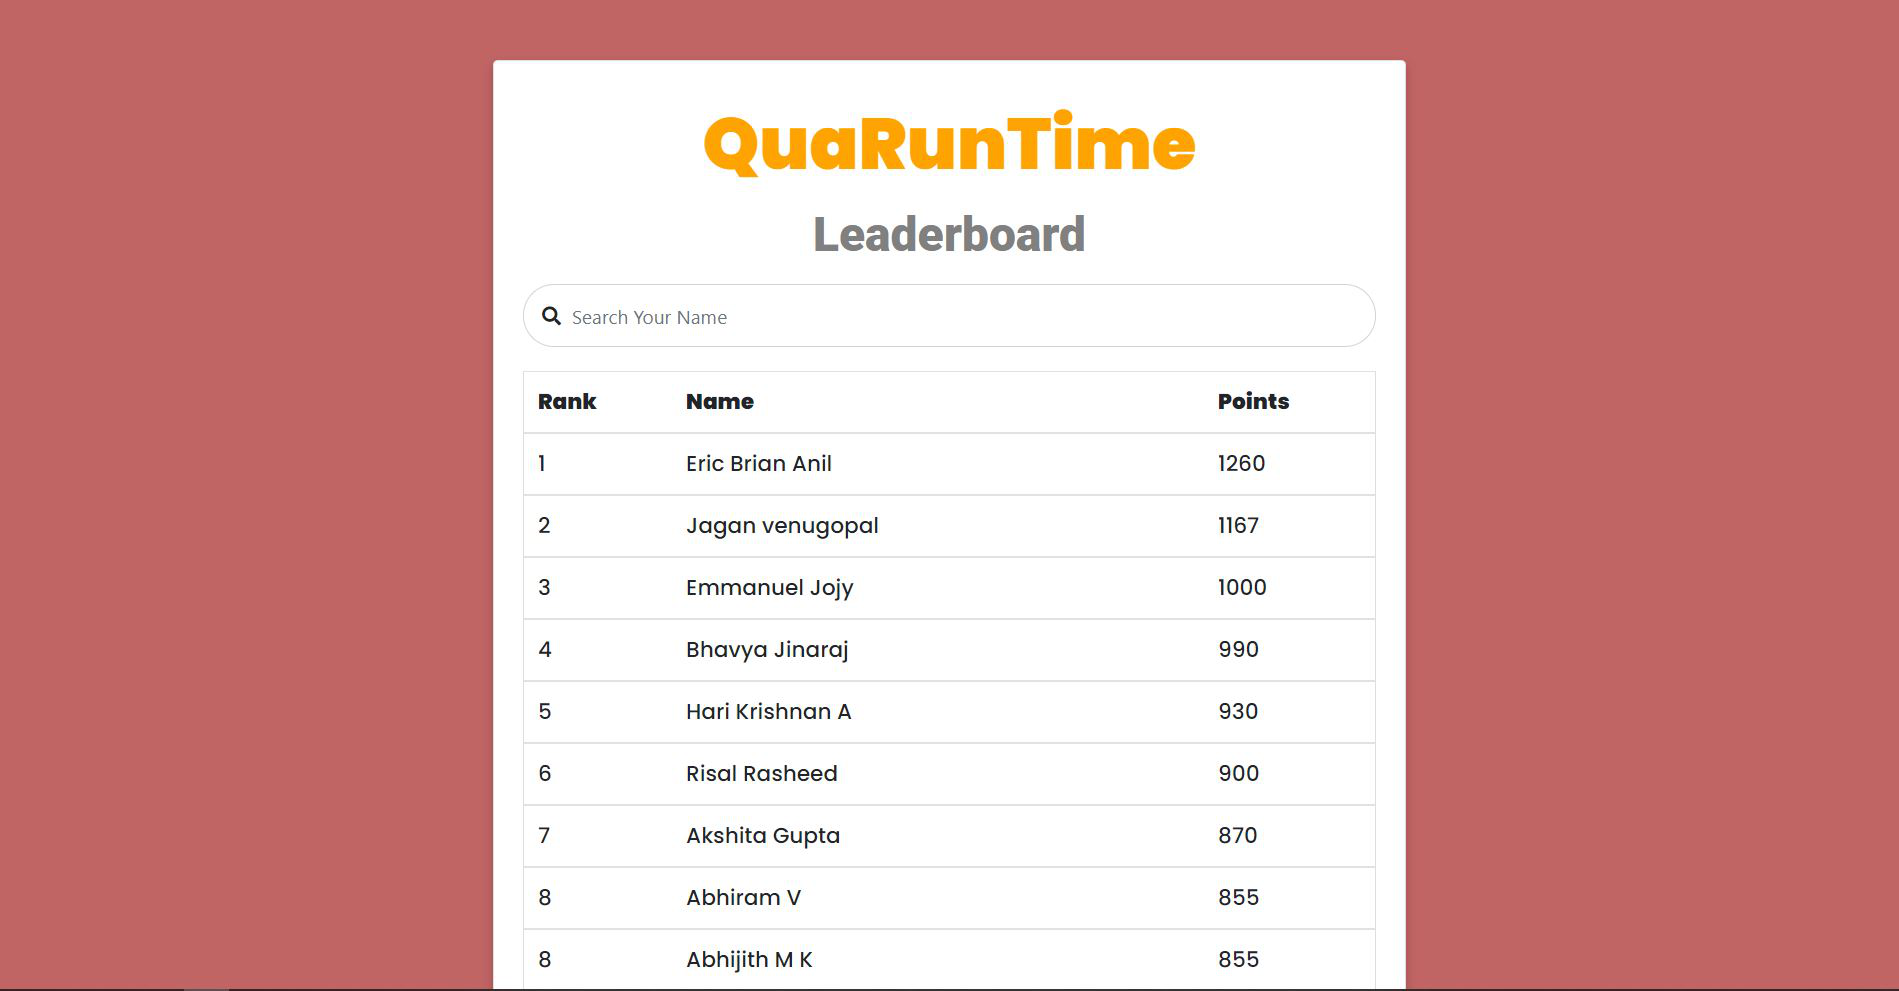 QuaRunTime
Leaderboard
Search Your Name
Rank Name Points
1 Eric Brian Anil 1260
2 Jagan venugopal 1167
3 Emmanuel Jojy 1000
4 Bhavya Jinaraj 990
5 Hari Krishnan A 930
6 Risal Rasheed 900
7 Akshita Gupta 870
8 Abhiram V 855
8 Abhijith M K 855